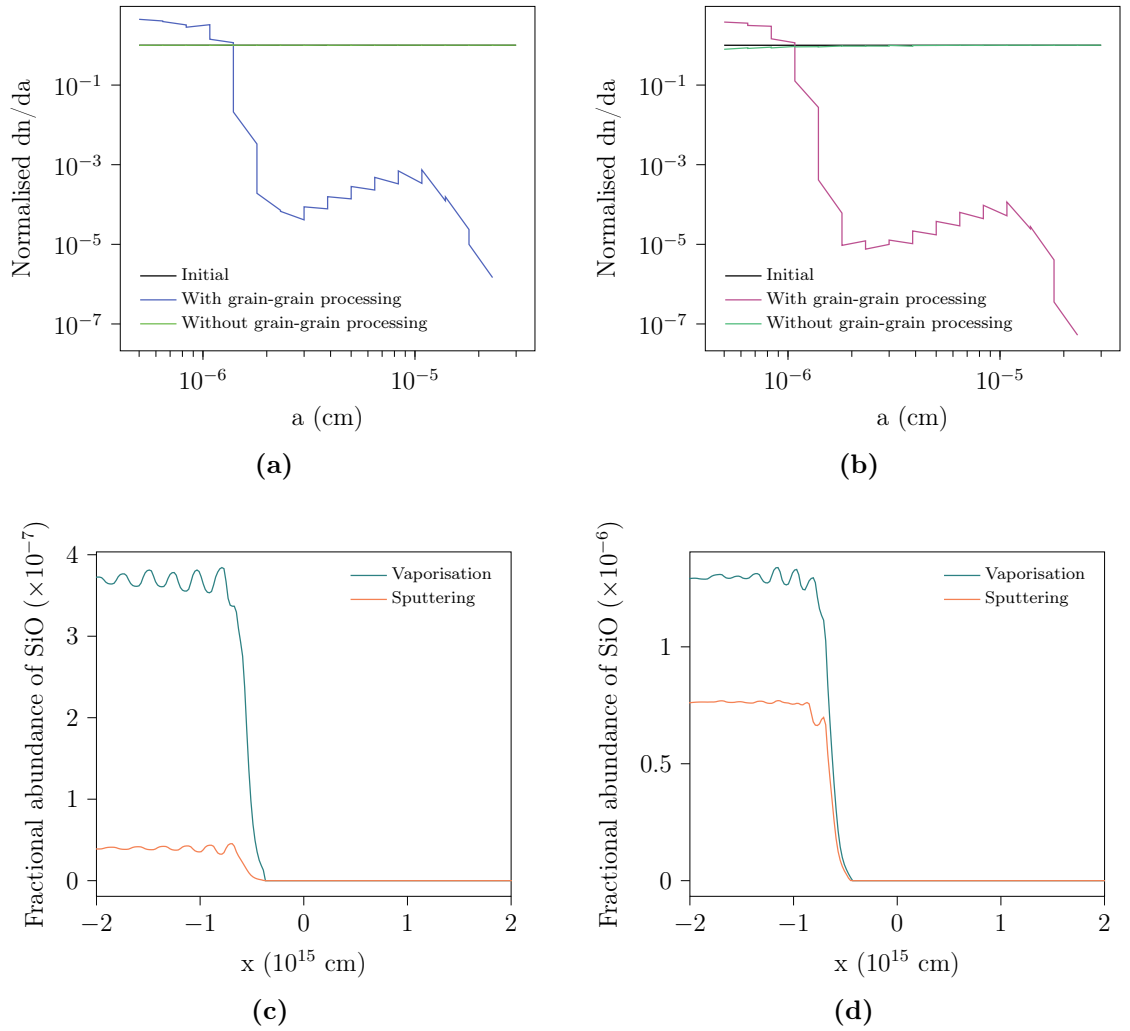 Normalised dn/da
10⁻¹
10⁻³
10⁻⁵
10⁻⁷
Initial
With grain-grain processing
Without grain-grain processing
10⁻⁶
10⁻⁵
a (cm)
(a)
Normalised dn/da
10⁻¹
10⁻³
10⁻⁵
10⁻⁷
Initial
With grain-grain processing
Without grain-grain processing
10⁻⁶
10⁻⁵
a (cm)
(b)
Fractional abundance of SiO (×10⁻⁷)
4
3
2
1
0
Vaporisation
Sputtering
−2
−1
0
1
2
x (10¹⁵ cm)
(c)
Fractional abundance of SiO (×10⁻⁶)
1
0.5
0
Vaporisation
Sputtering
−2
−1
0
1
2
x (10¹⁵ cm)
(d)